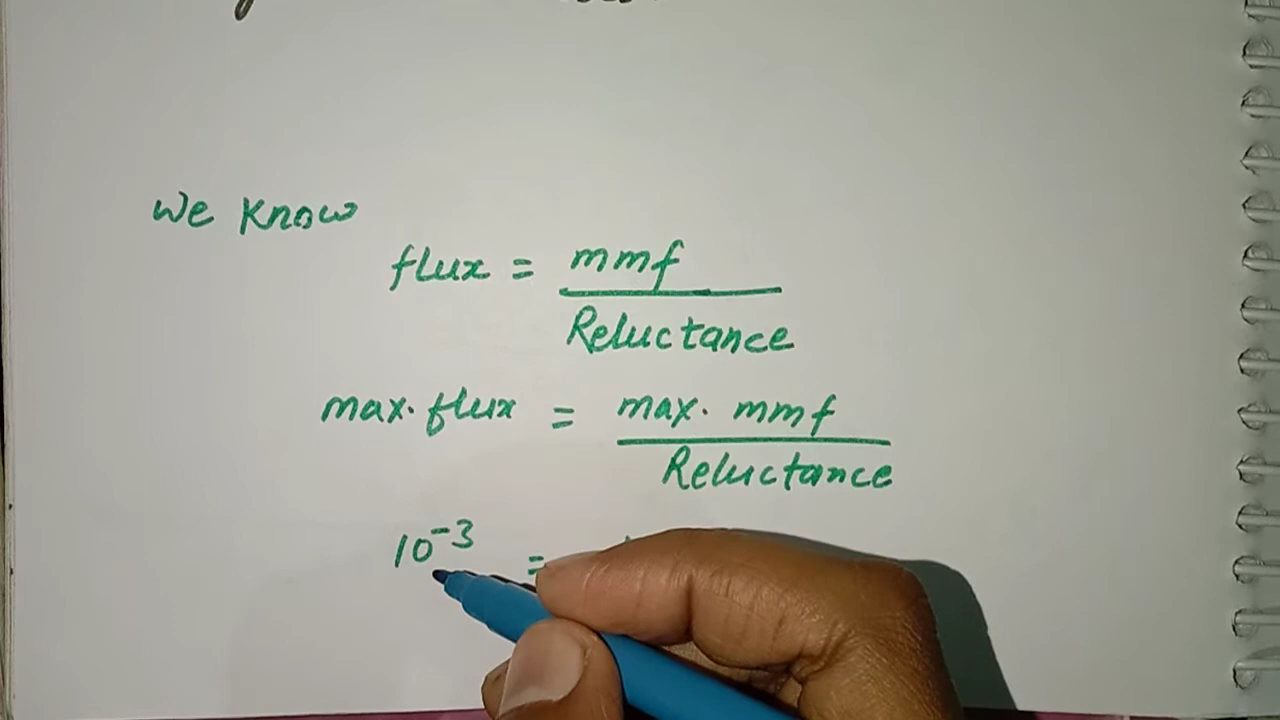 We Know
flux = mmf
Reluctance
max. flux = max. mmf
Reluctance
10⁻³ =